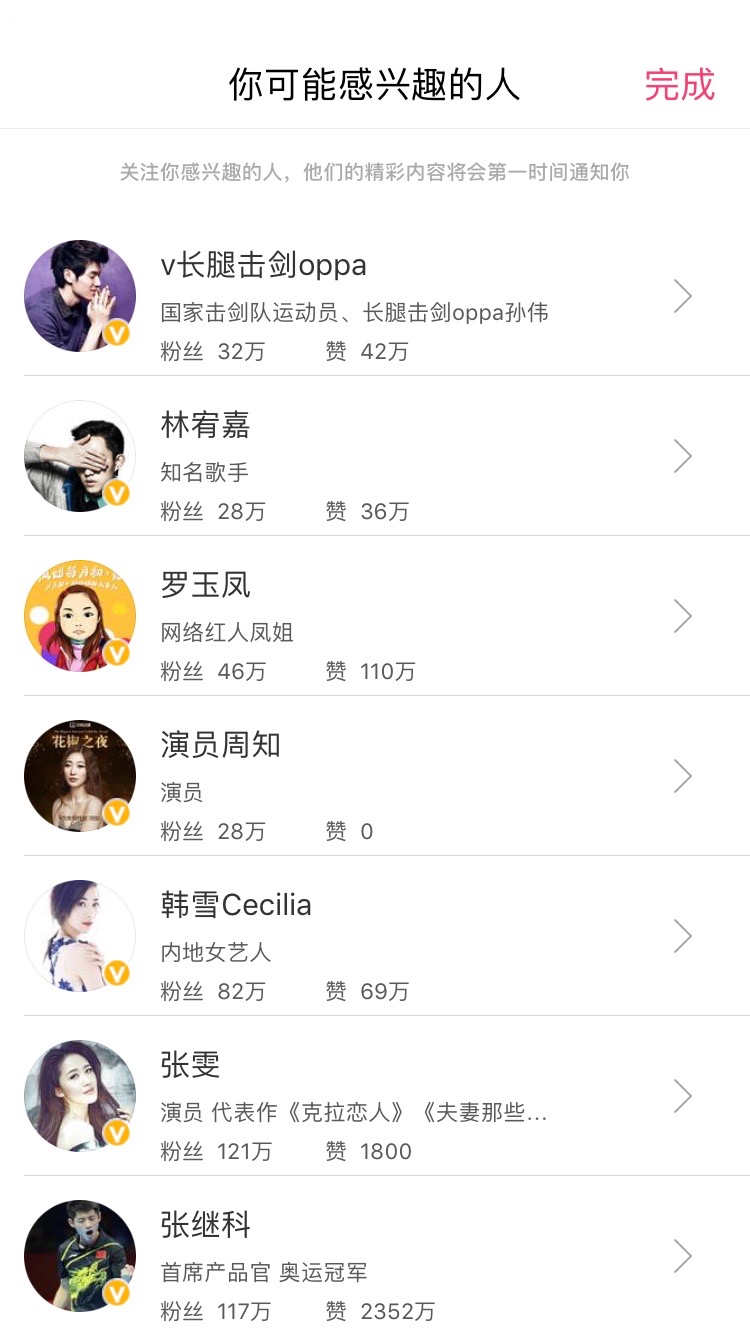 你可能感兴趣的人
完成
关注你感兴趣的人，他们的精彩内容将会第一时间通知你
v长腿击剑oppa
国家击剑队运动员、长腿击剑oppa孙伟
粉丝 32万 赞 42万
林宥嘉
知名歌手
粉丝 28万 赞 36万
罗玉凤
网络红人凤姐
粉丝 46万 赞 110万
花椒之夜
演员周知
演员
粉丝 28万 赞 0
韩雪Cecilia
内地女艺人
粉丝 82万 赞 69万
张雯
演员 代表作《克拉恋人》《夫妻那些...
粉丝 121万 赞 1800
张继科
首席产品官 奥运冠军
粉丝 117万 赞 2352万